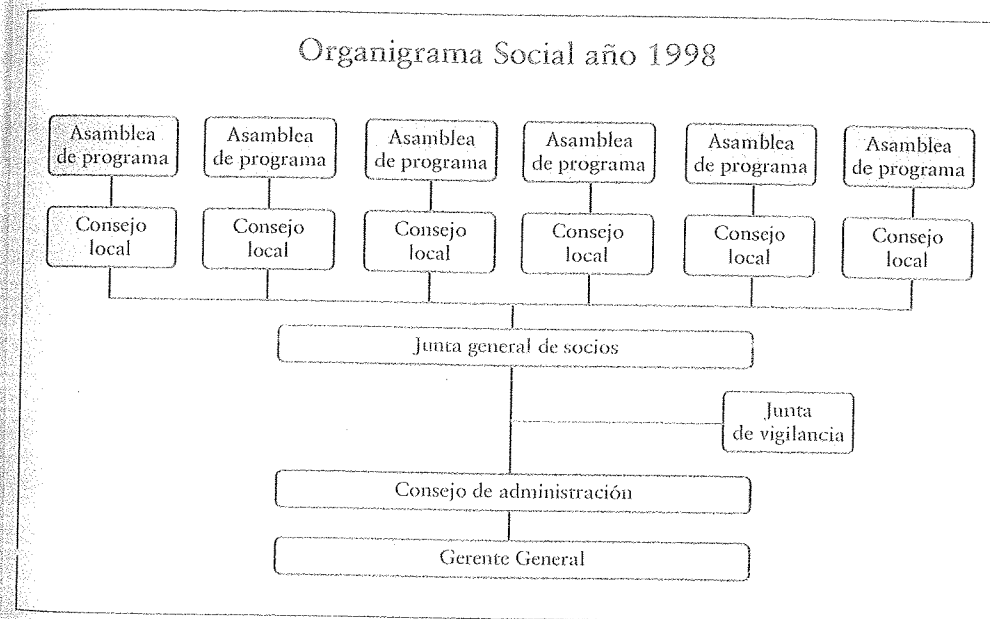 Organigrama Social año 1998
Asamblea
de programa
Asamblea
de programa
Asamblea
de programa
Asamblea
de programa
Asamblea
de programa
Asamblea
de programa
Consejo
local
Consejo
local
Consejo
local
Consejo
local
Consejo
local
Consejo
local
Junta general de socios
Junta
de vigilancia
Consejo de administración
Gerente General